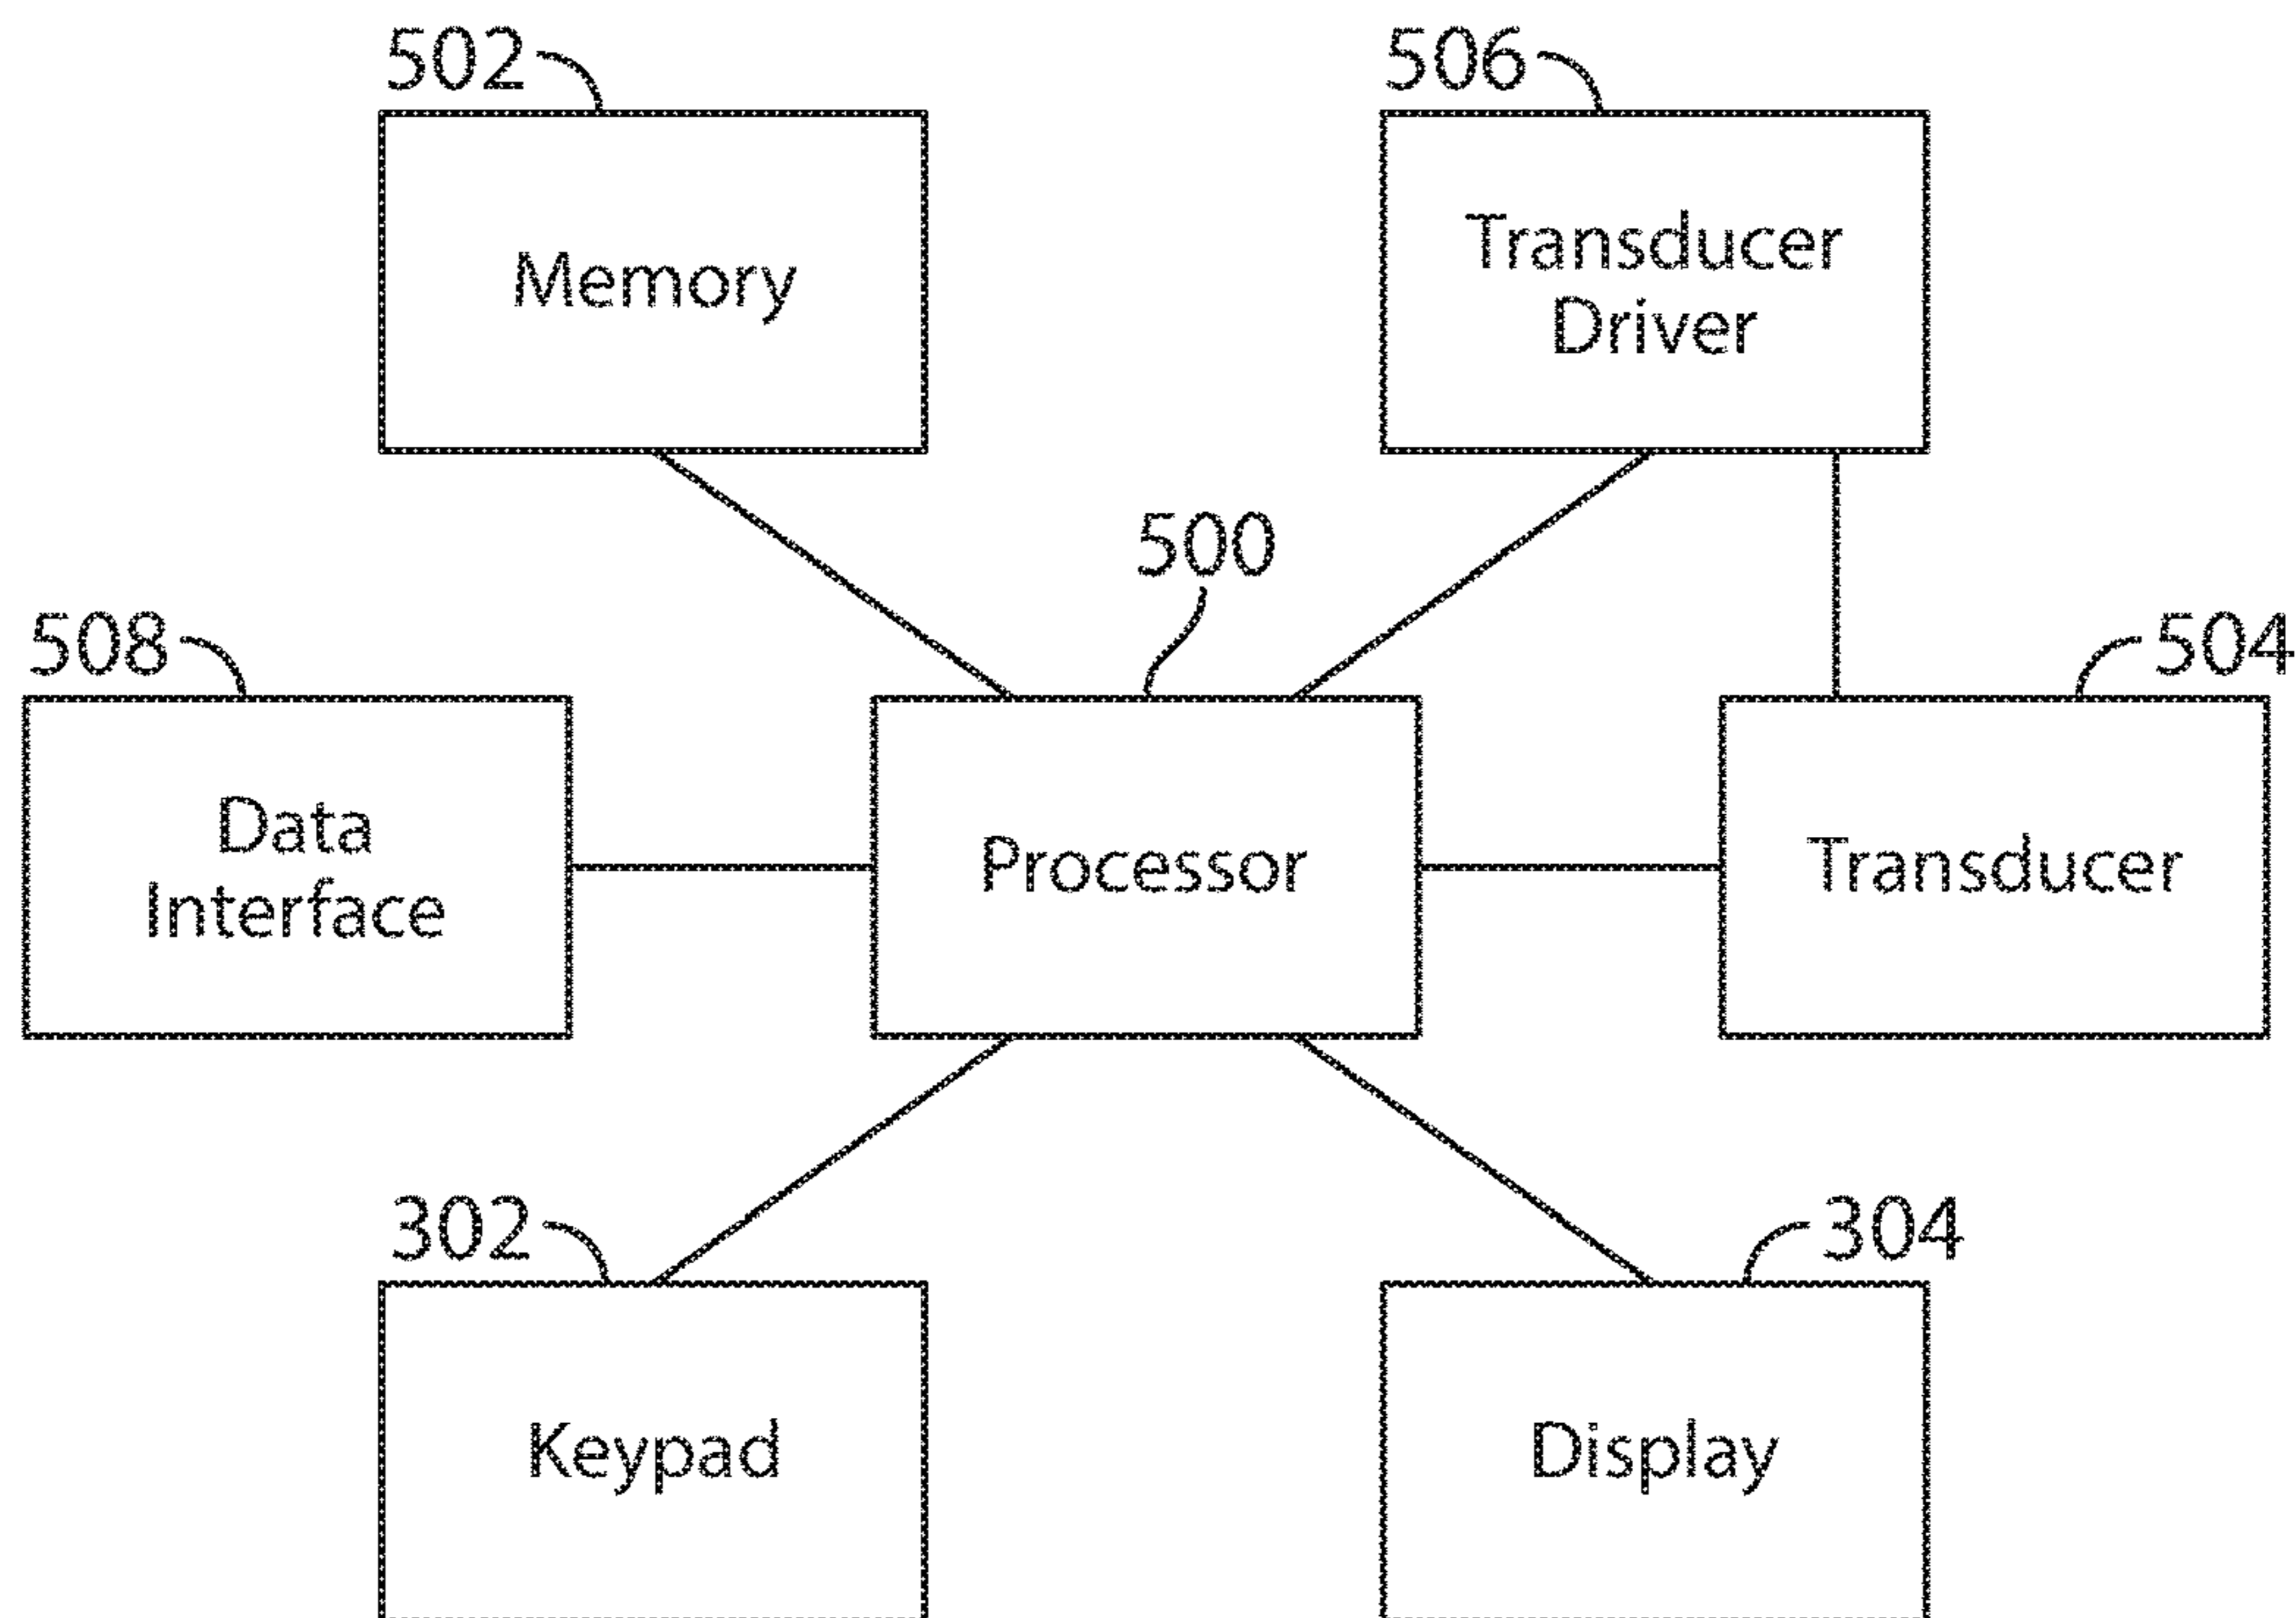 502
506
Memory
Transducer
Driver
500
508
504
Data
Interface
Processor
Transducer
302
304
Keypad
Display